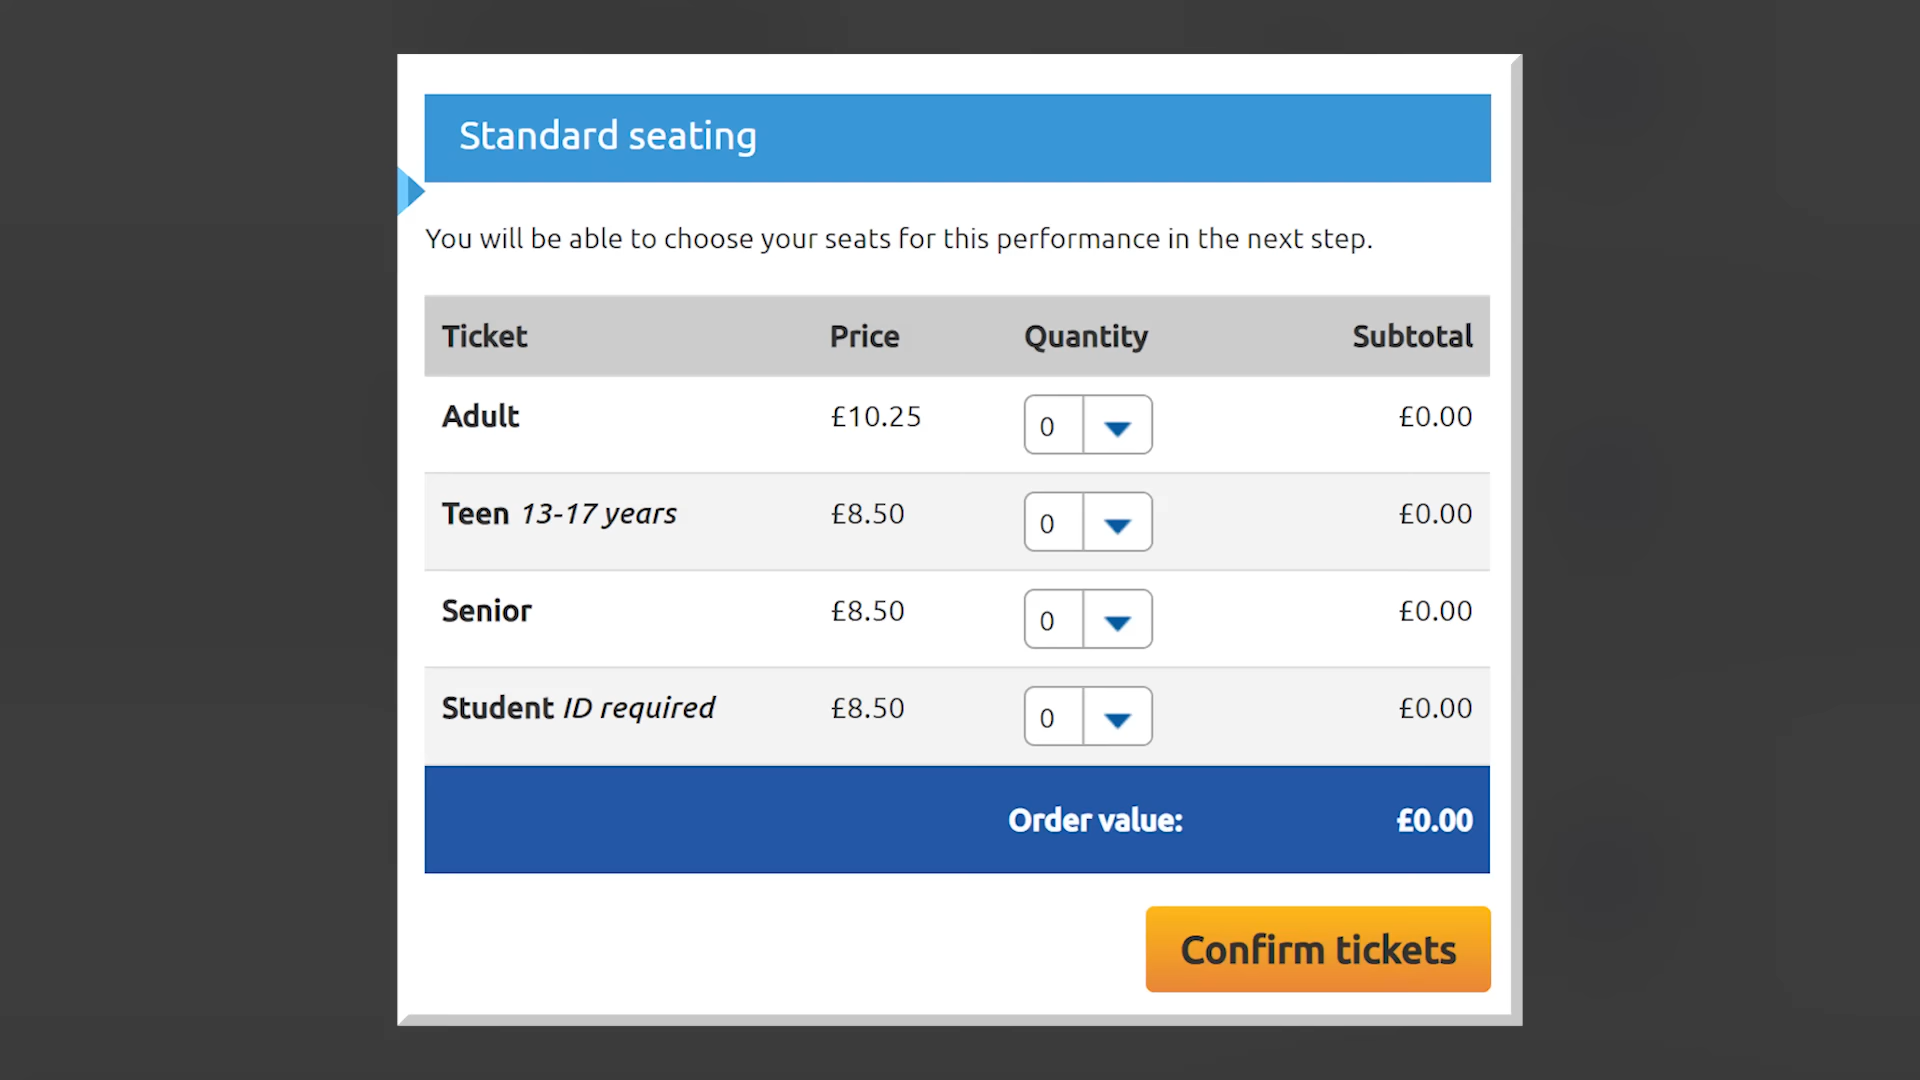 Standard seating
You will be able to choose your seats for this performance in the next step.
Ticket Price Quantity Subtotal
Adult £10.25 0 £0.00
Teen 13-17 years £8.50 0 £0.00
Senior £8.50 0 £0.00
Student ID required £8.50 0 £0.00
Order value: £0.00
Confirm tickets